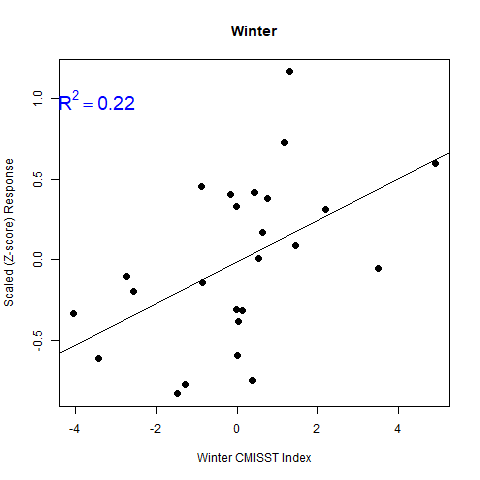 Winter
R² = 0.22
Scaled (Z-score) Response
1.0
0.5
0.0
-0.5
-4 -2 0 2 4
Winter CMISST Index